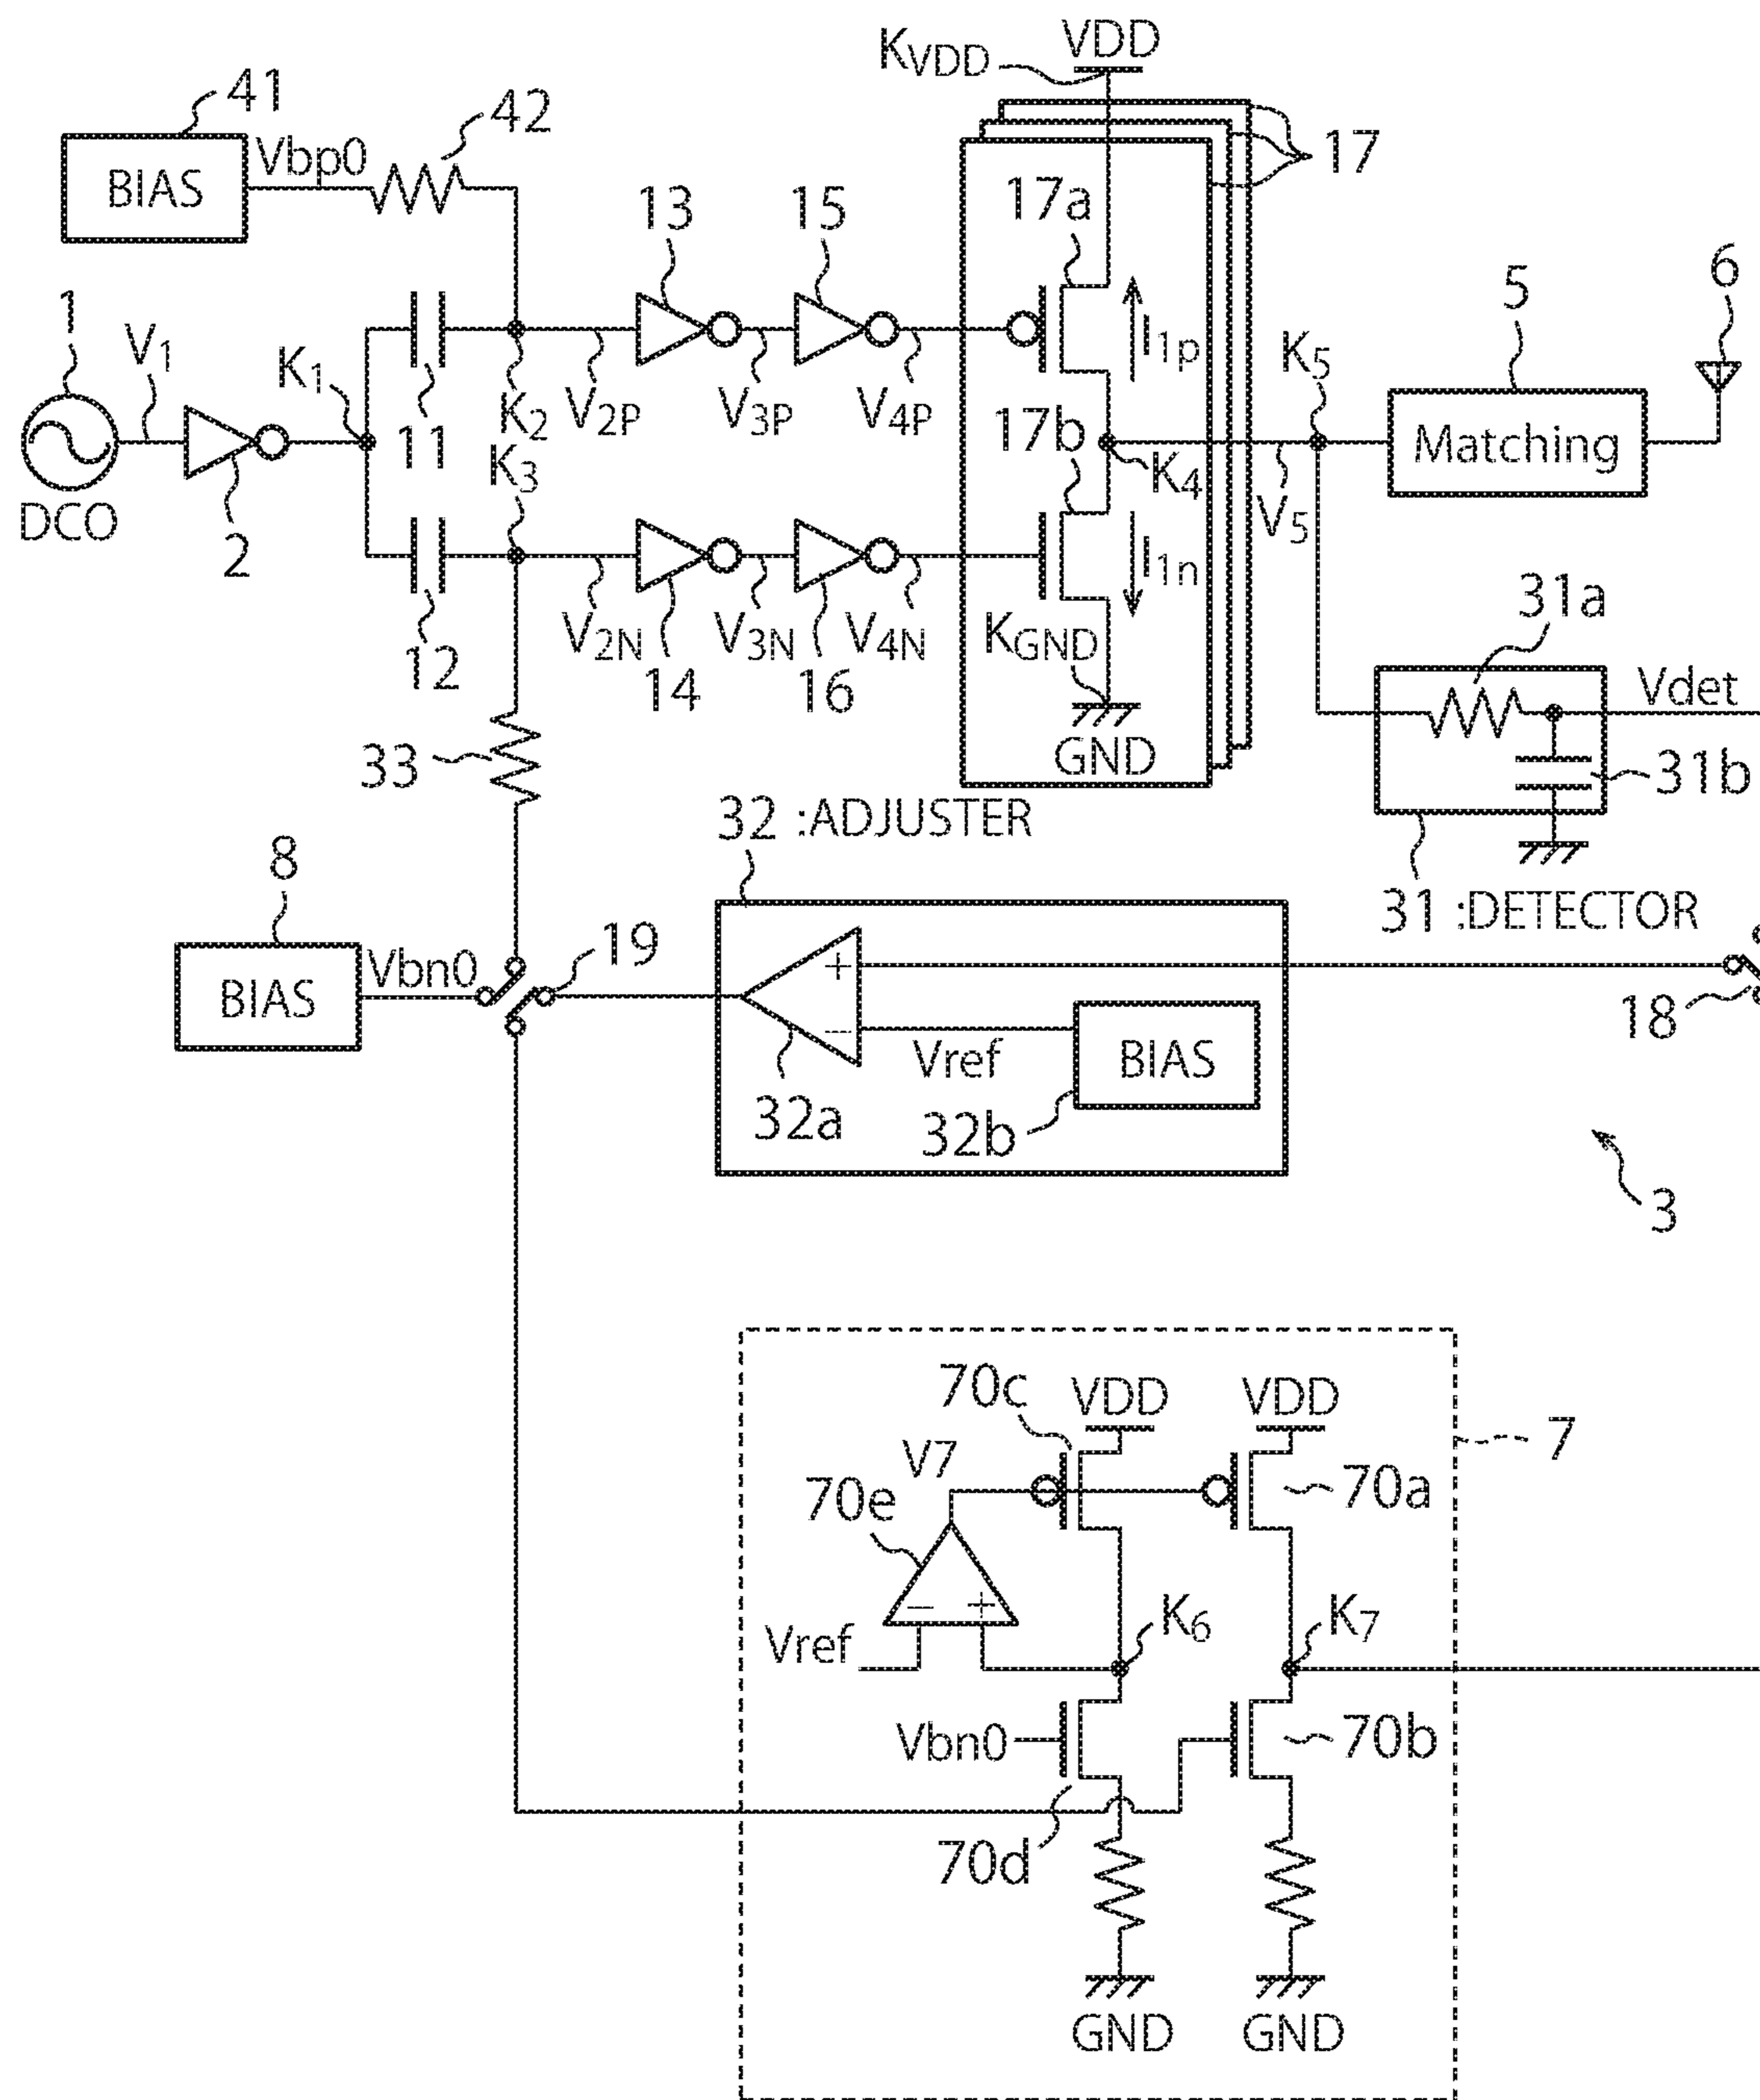 KVDD VDD
41
42
BIAS
Vbp0
17
13
15
17a
1
V1
K1
11
K2
V2P
V3P
V4P
I1p
K5
5
6
Matching
DCO
2
K3
17b
K4
V5
I1n
12
V2N
14
V3N
16
V4N
KGND
GND
31a
Vdet
31b
33
32 :ADJUSTER
31 :DETECTOR
8
BIAS
Vbn0
19
+
−
Vref
BIAS
32a
32b
18
3
70c
VDD
VDD
7
V7
70e
70a
−
+
Vref
K6
K7
Vbn0
70b
70d
GND
GND